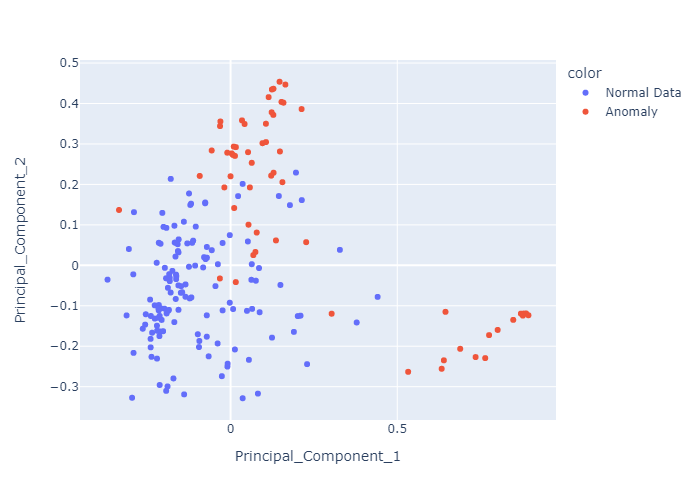 color
Normal Data
Anomaly
Principal_Component_2
0.5
0.4
0.3
0.2
0.1
0
−0.1
−0.2
−0.3
0
0.5
Principal_Component_1